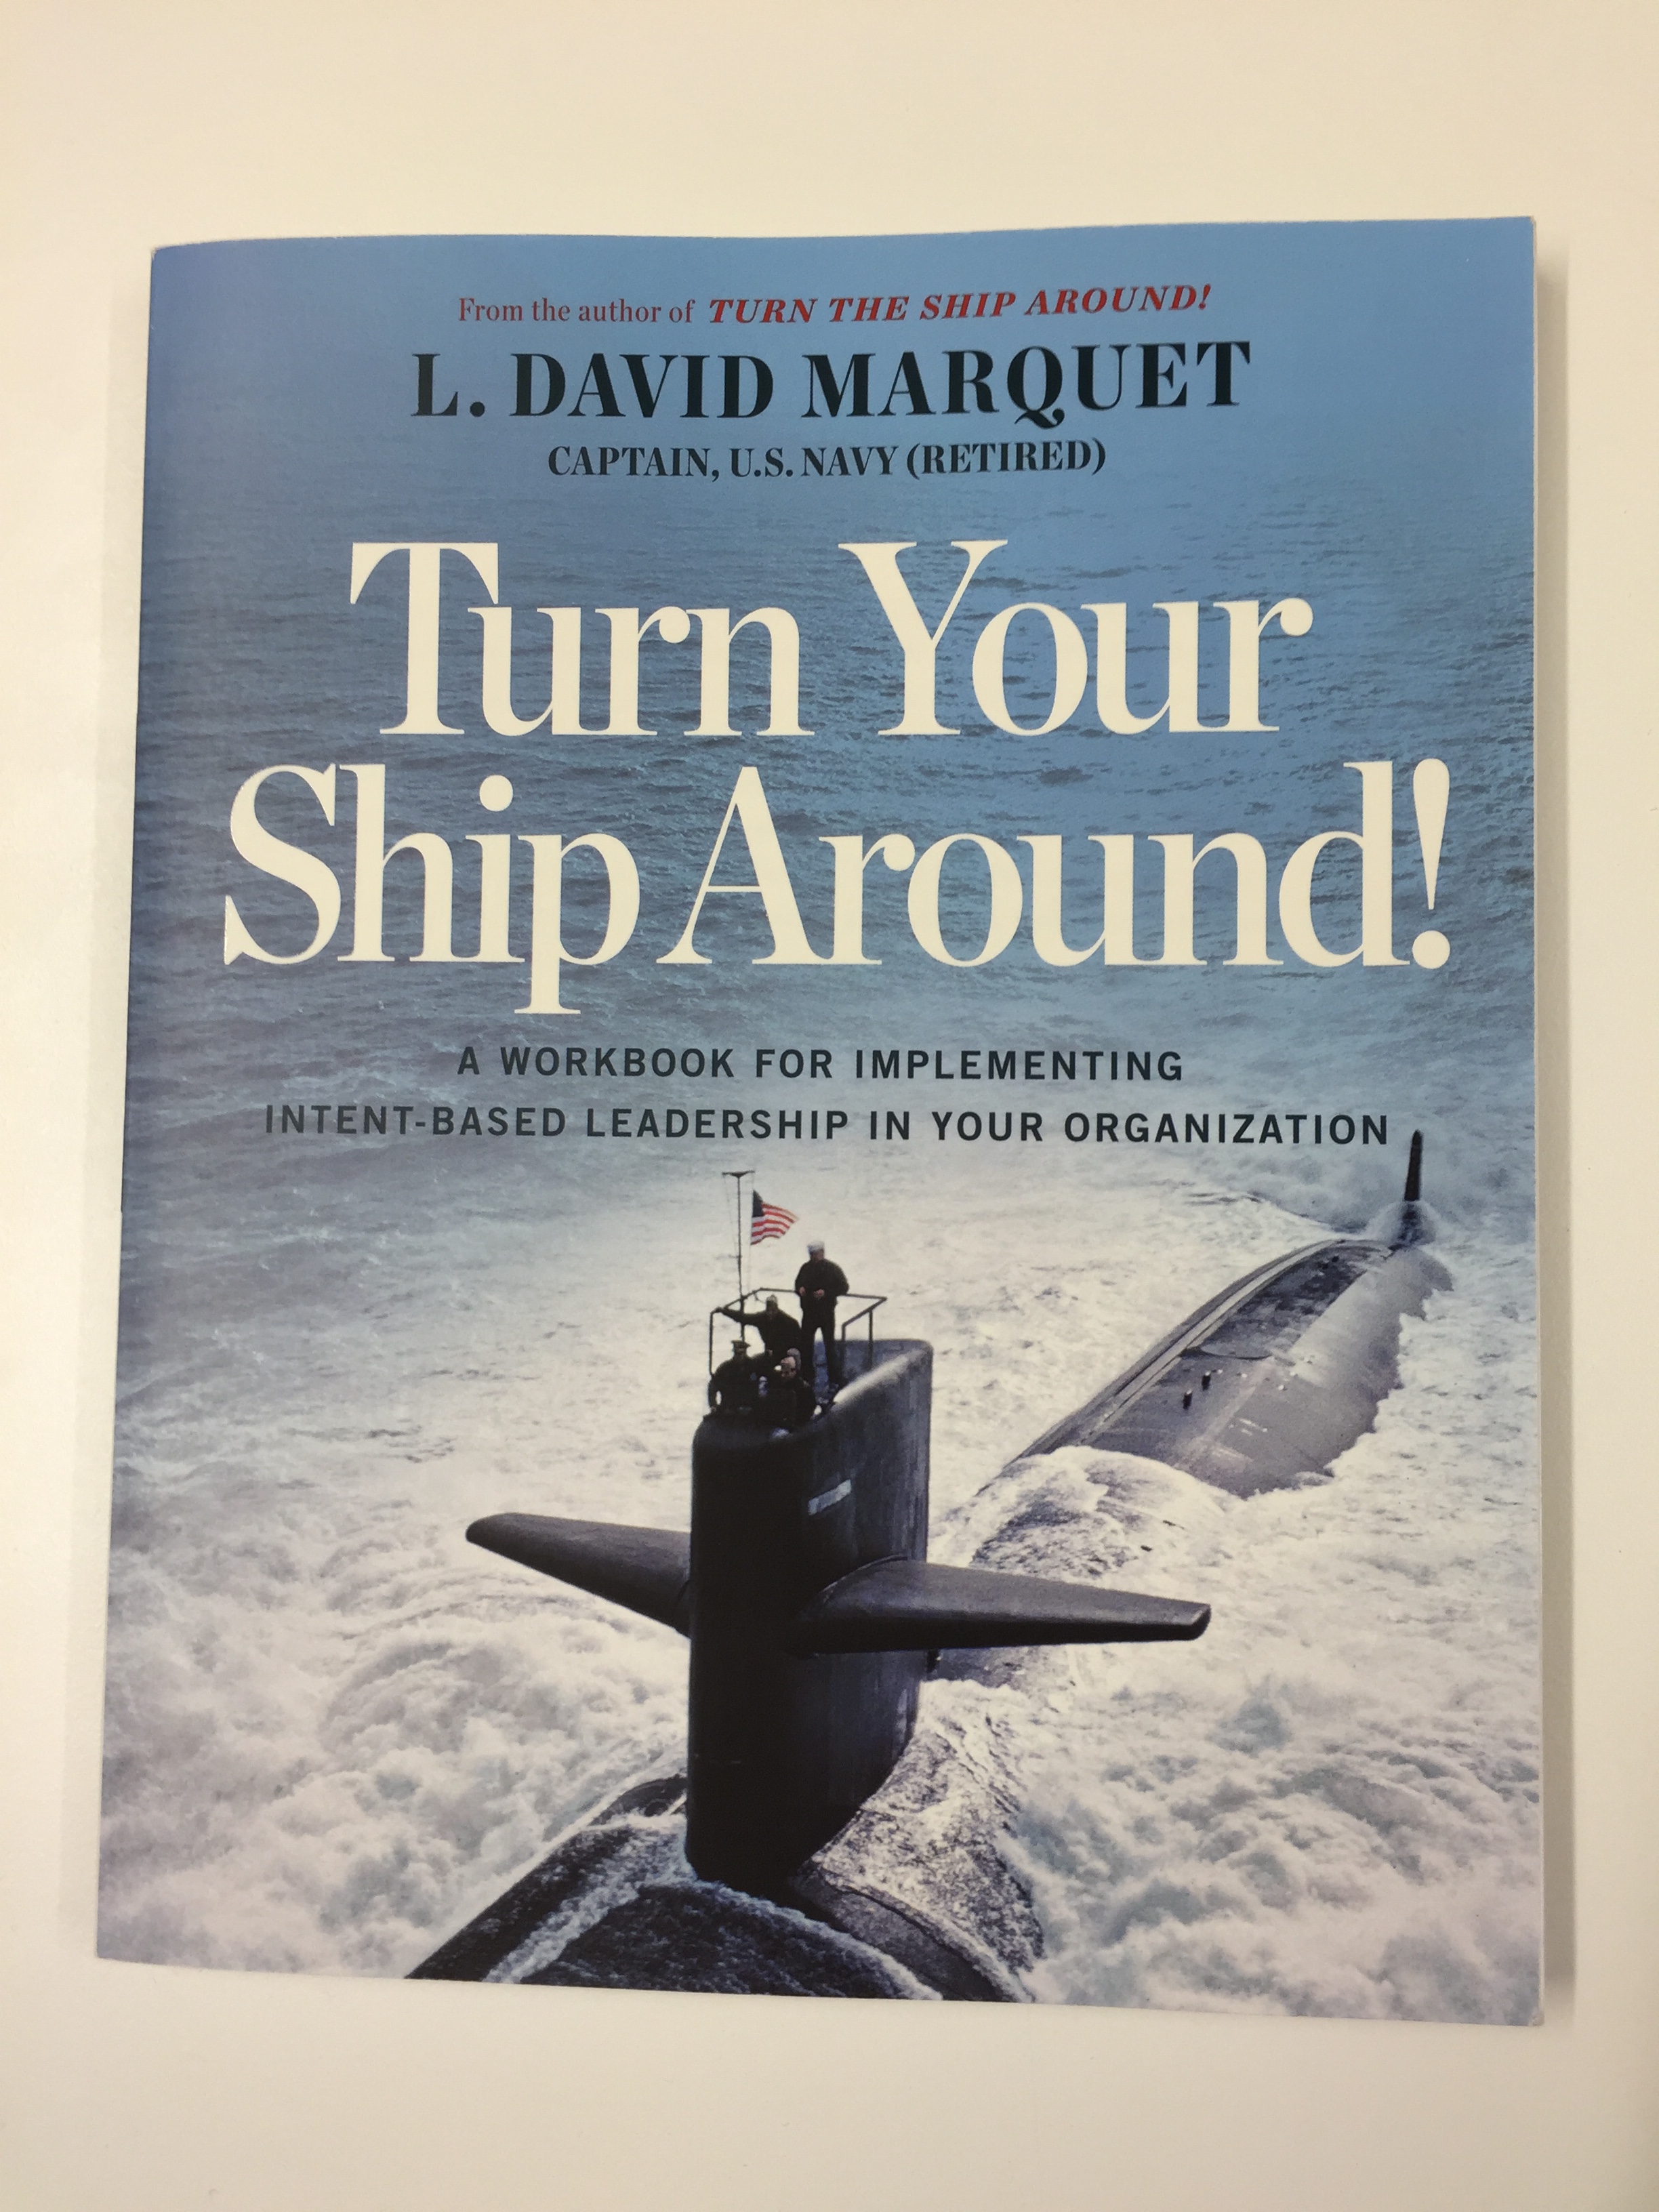 From the author of TURN THE SHIP AROUND!
L. DAVID MARQUET
CAPTAIN, U.S. NAVY (RETIRED)
Turn Your
Ship Around!
A WORKBOOK FOR IMPLEMENTING
INTENT-BASED LEADERSHIP IN YOUR ORGANIZATION